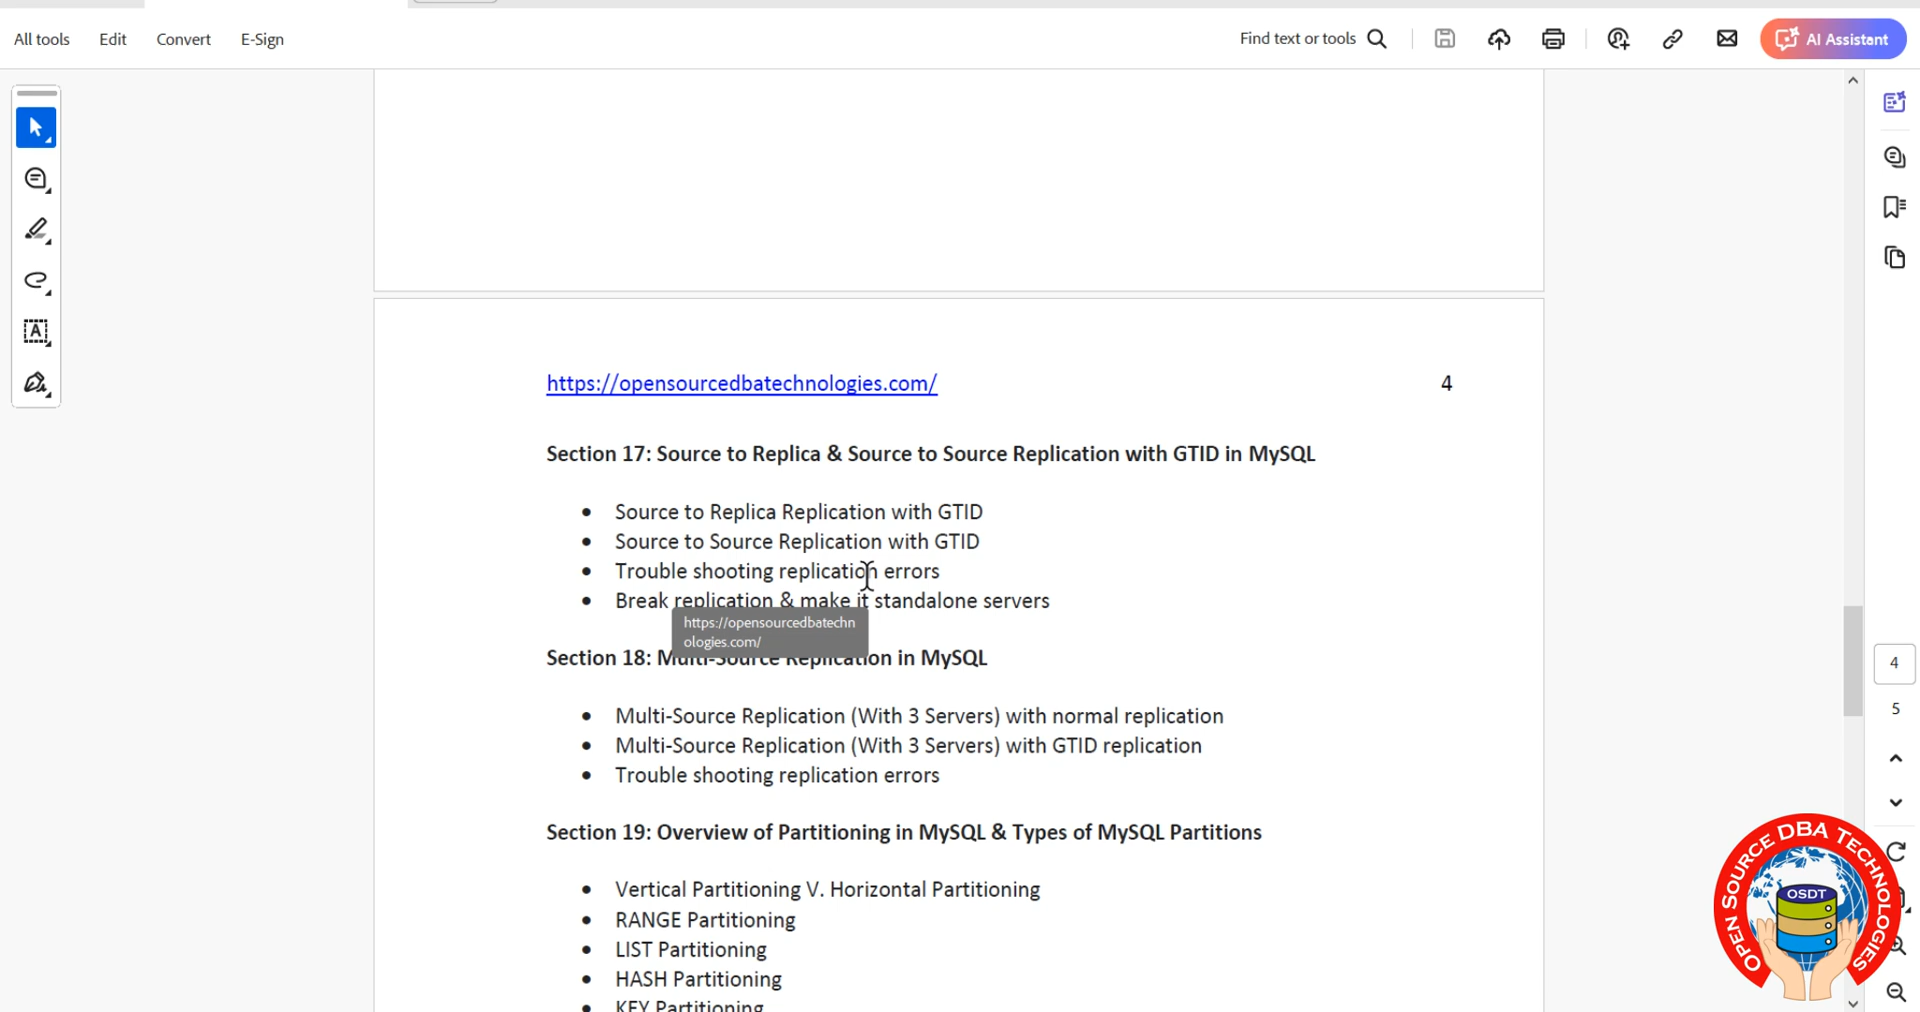 All tools Edit Convert E-Sign Find text or tools AI Assistant
https://opensourcedbatechnologies.com/ 4
Section 17: Source to Replica & Source to Source Replication with GTID in MySQL
• Source to Replica Replication with GTID
• Source to Source Replication with GTID
• Trouble shooting replication errors
• Break replication & make it standalone servers
https://opensourcedbatechn
ologies.com/
Section 18: Multi-Source Replication in MySQL
• Multi-Source Replication (With 3 Servers) with normal replication
• Multi-Source Replication (With 3 Servers) with GTID replication
• Trouble shooting replication errors
Section 19: Overview of Partitioning in MySQL & Types of MySQL Partitions
• Vertical Partitioning V. Horizontal Partitioning
• RANGE Partitioning
• LIST Partitioning
• HASH Partitioning
• KEY Partitioning
4
5
OPEN SOURCE DBA TECHNOLOGIES
OSDT